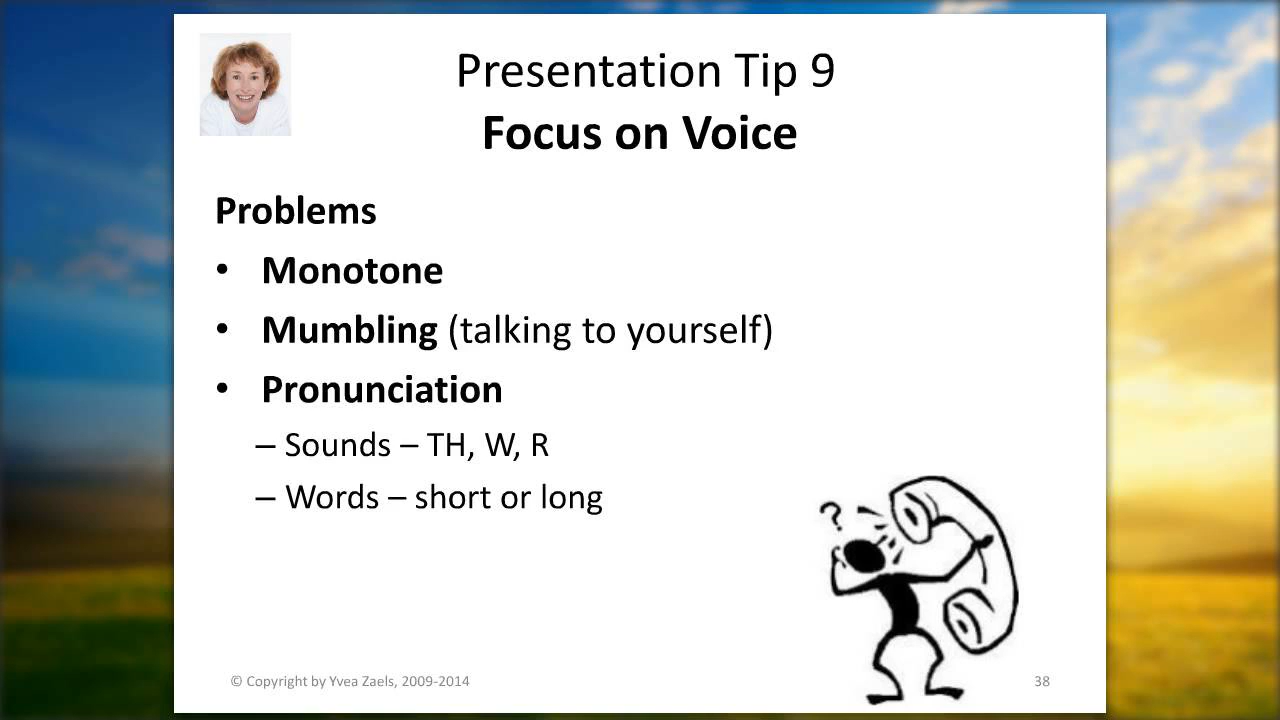 Presentation Tip 9
Focus on Voice
Problems
• Monotone
• Mumbling (talking to yourself)
• Pronunciation
– Sounds – TH, W, R
– Words – short or long
?
© Copyright by Yvea Zaels, 2009-2014
38